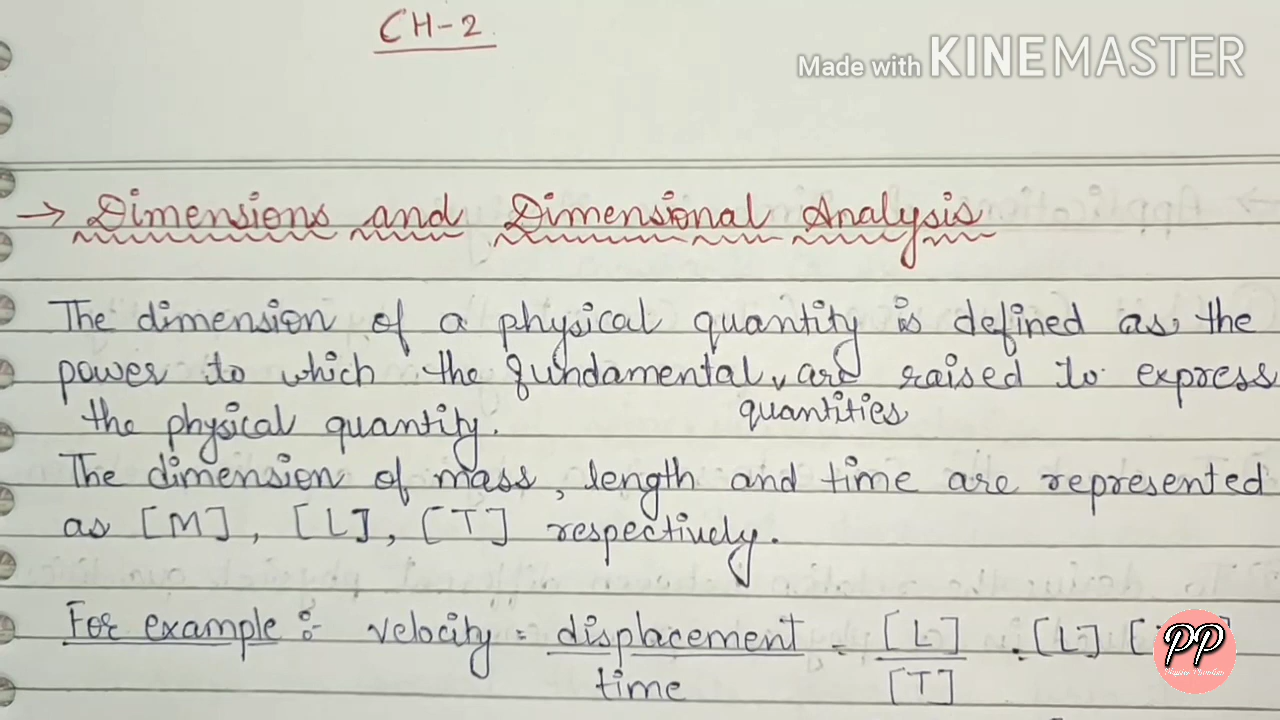 CH-2
Made with KINEMASTER
→ Dimensions and Dimensional Analysis
The dimension of a physical quantity is defined as the
power to which the fundamental, are raised to express
quantities
the physical quantity.
The dimension of mass, length and time are represented
as [M], [L], [T] respectively.
For example :- velocity = displacement = [L] = [L] [
time [T]
PP